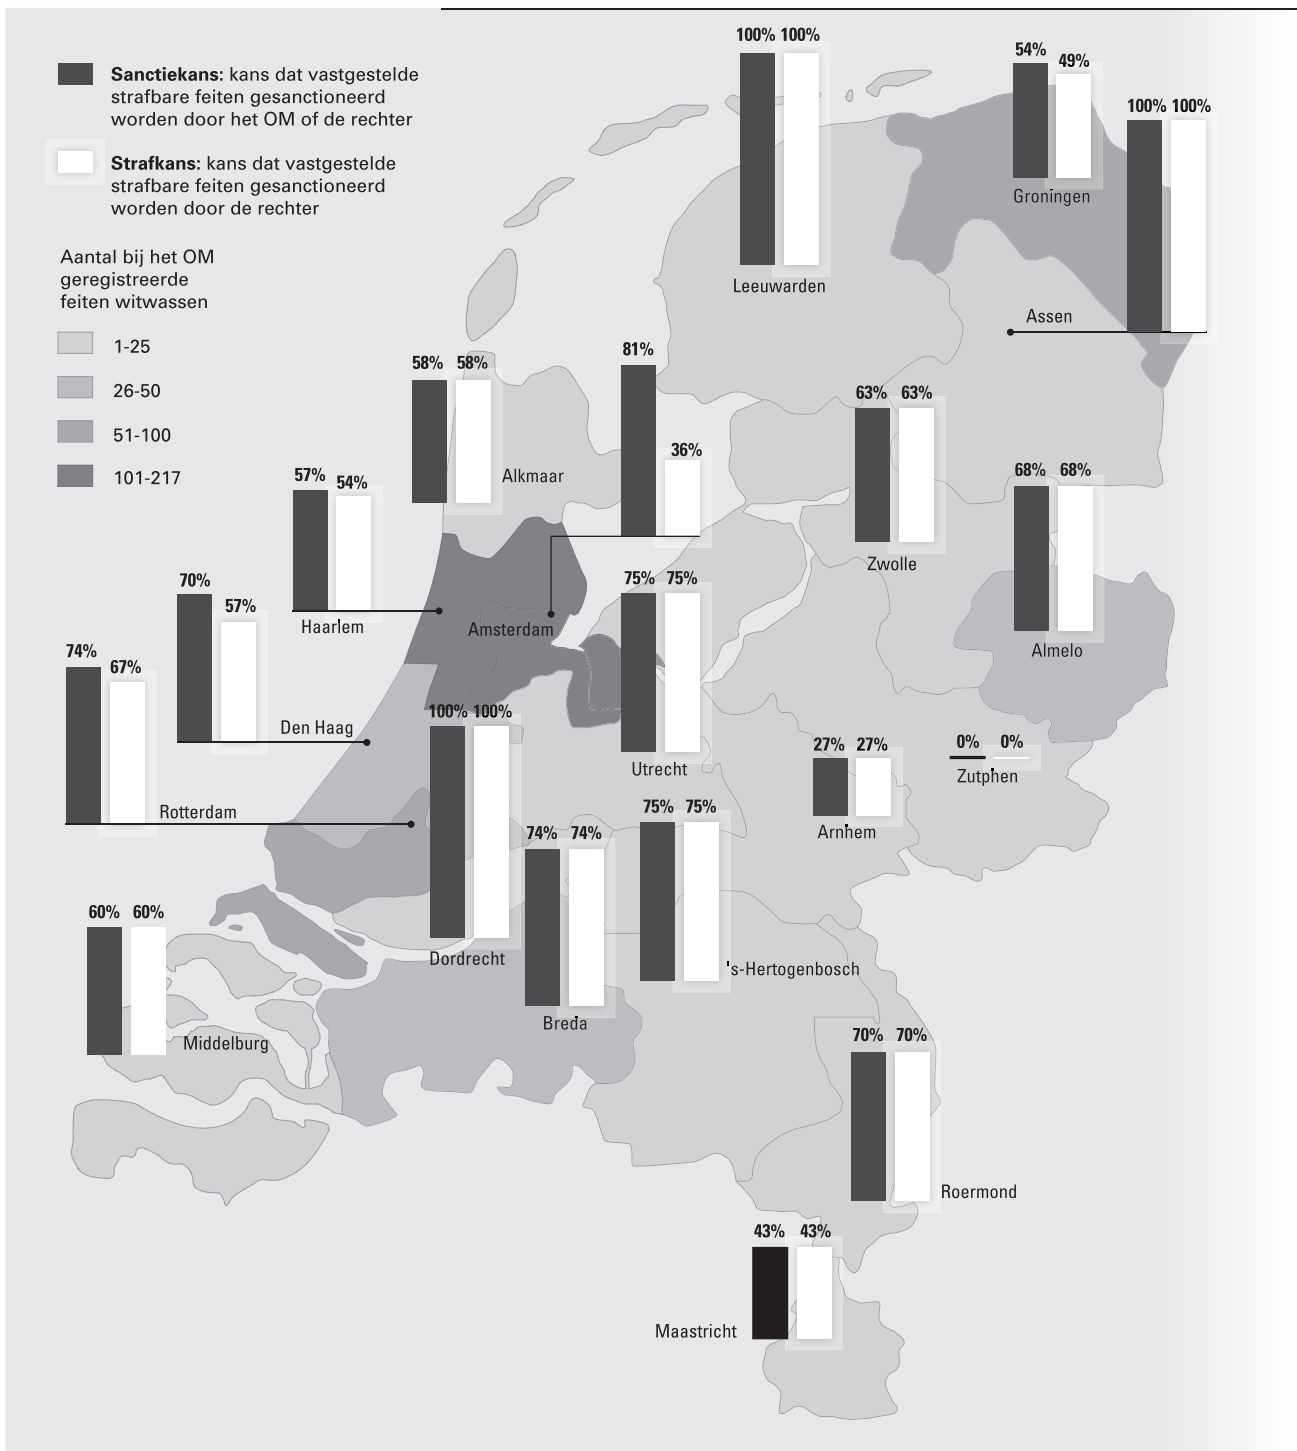 Sanctiekans: kans dat vastgestelde
strafbare feiten gesanctioneerd
worden door het OM of de rechter
Strafkans: kans dat vastgestelde
strafbare feiten gesanctioneerd
worden door de rechter
Aantal bij het OM
geregistreerde
feiten witwassen
1-25
26-50
51-100
101-217
100% 100%
Leeuwarden
54% 49%
Groningen
100% 100%
Assen
58% 58%
Alkmaar
81% 36%
Amsterdam
63% 63%
Zwolle
57% 54%
Haarlem
68% 68%
Almelo
70% 57%
Den Haag
75% 75%
Utrecht
74% 67%
Rotterdam
100% 100%
Dordrecht
27% 27%
Arnhem
0% 0%
Zutphen
74% 74%
Breda
75% 75%
's-Hertogenbosch
60% 60%
Middelburg
70% 70%
Roermond
43% 43%
Maastricht